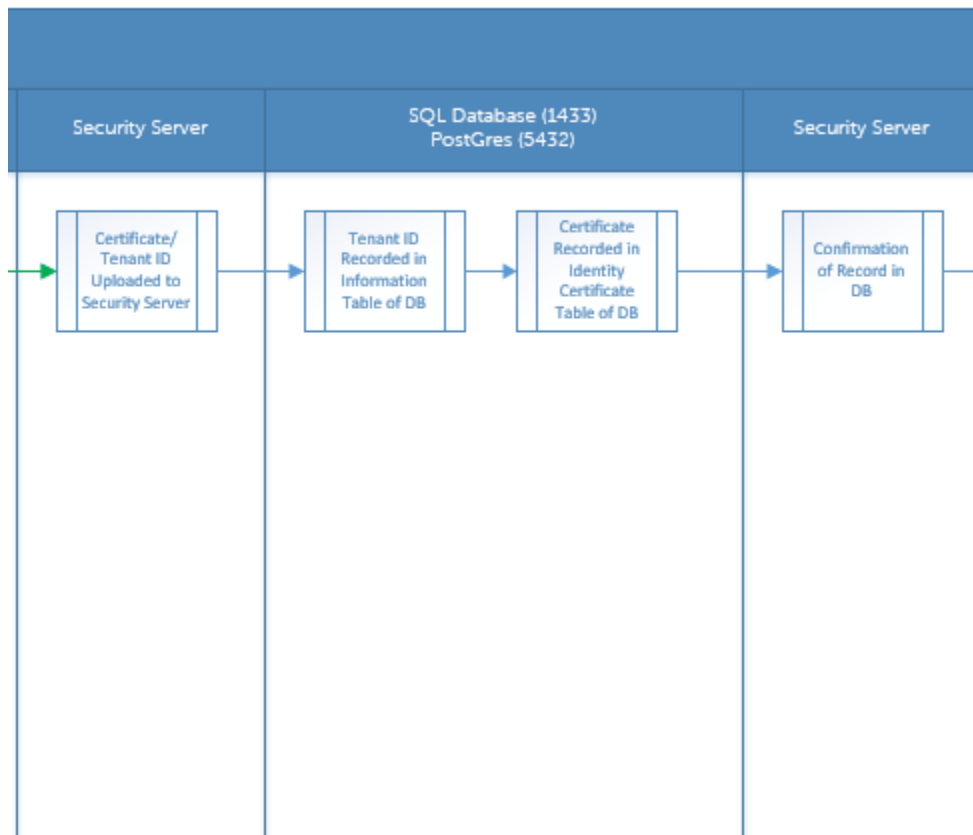 Security Server
SQL Database (1433)
PostGres (5432)
Security Server
Certificate/
Tenant ID
Uploaded to
Security Server
Tenant ID
Recorded in
Information
Table of DB
Certificate
Recorded in
Identity
Certificate
Table of DB
Confirmation
of Record in
DB